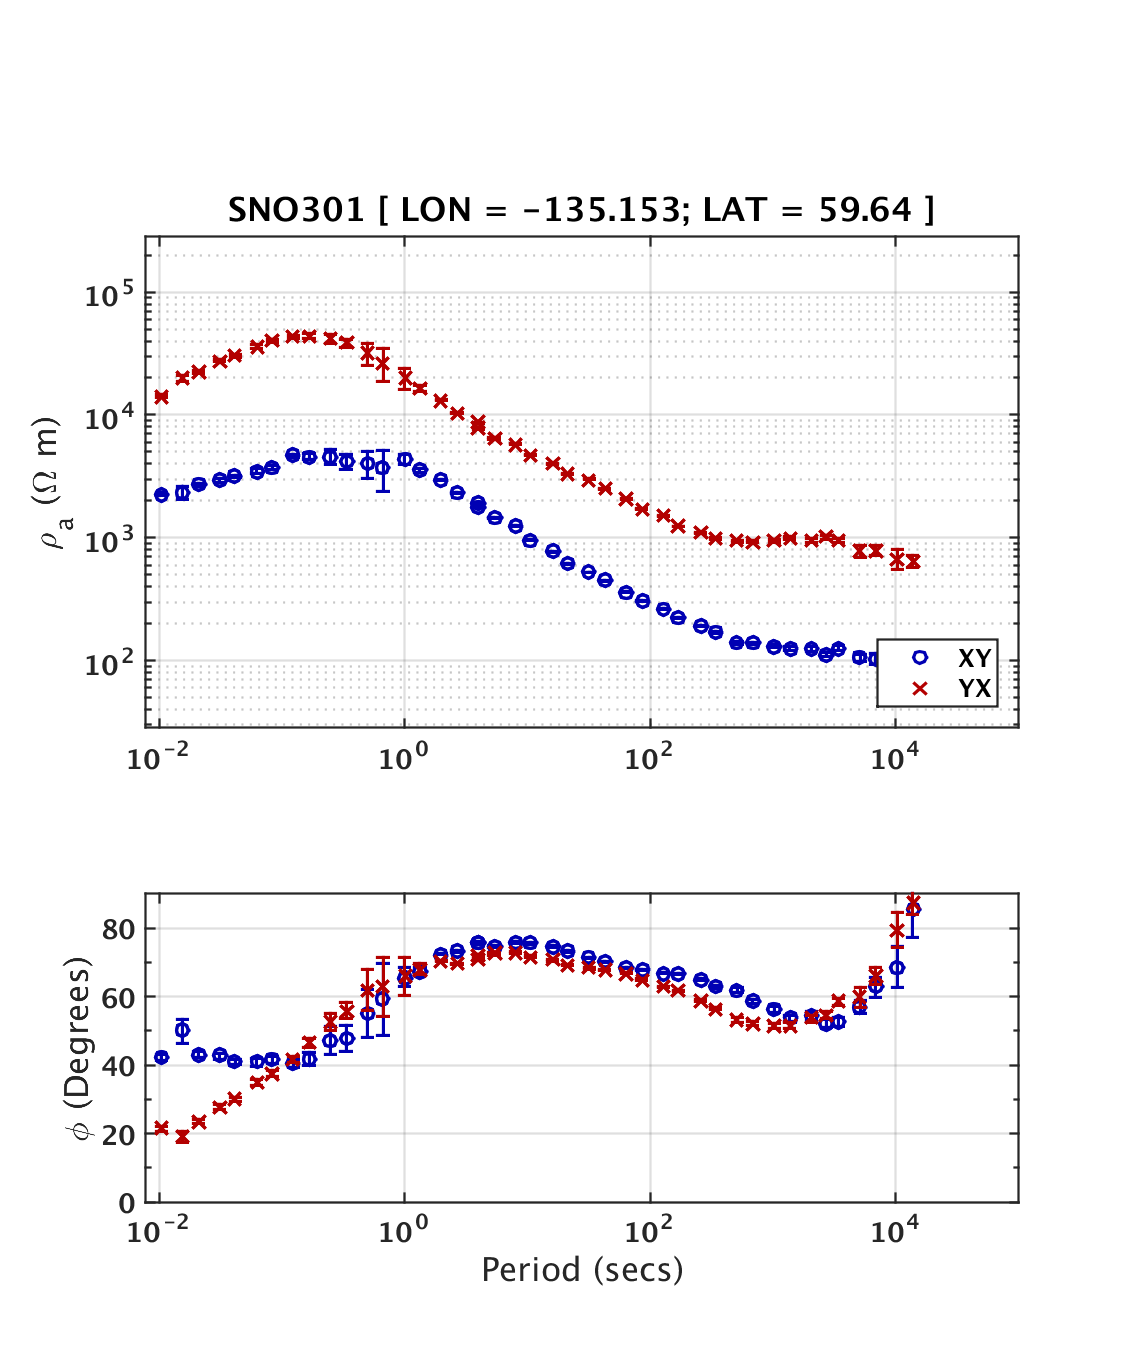 SNO301 [ LON = -135.153; LAT = 59.64 ]
ρa (Ω m)
10^5
10^4
10^3
10^2
XY
YX
10^-2 10^0 10^2 10^4
ϕ (Degrees)
80
60
40
20
0
10^-2 10^0 10^2 10^4
Period (secs)